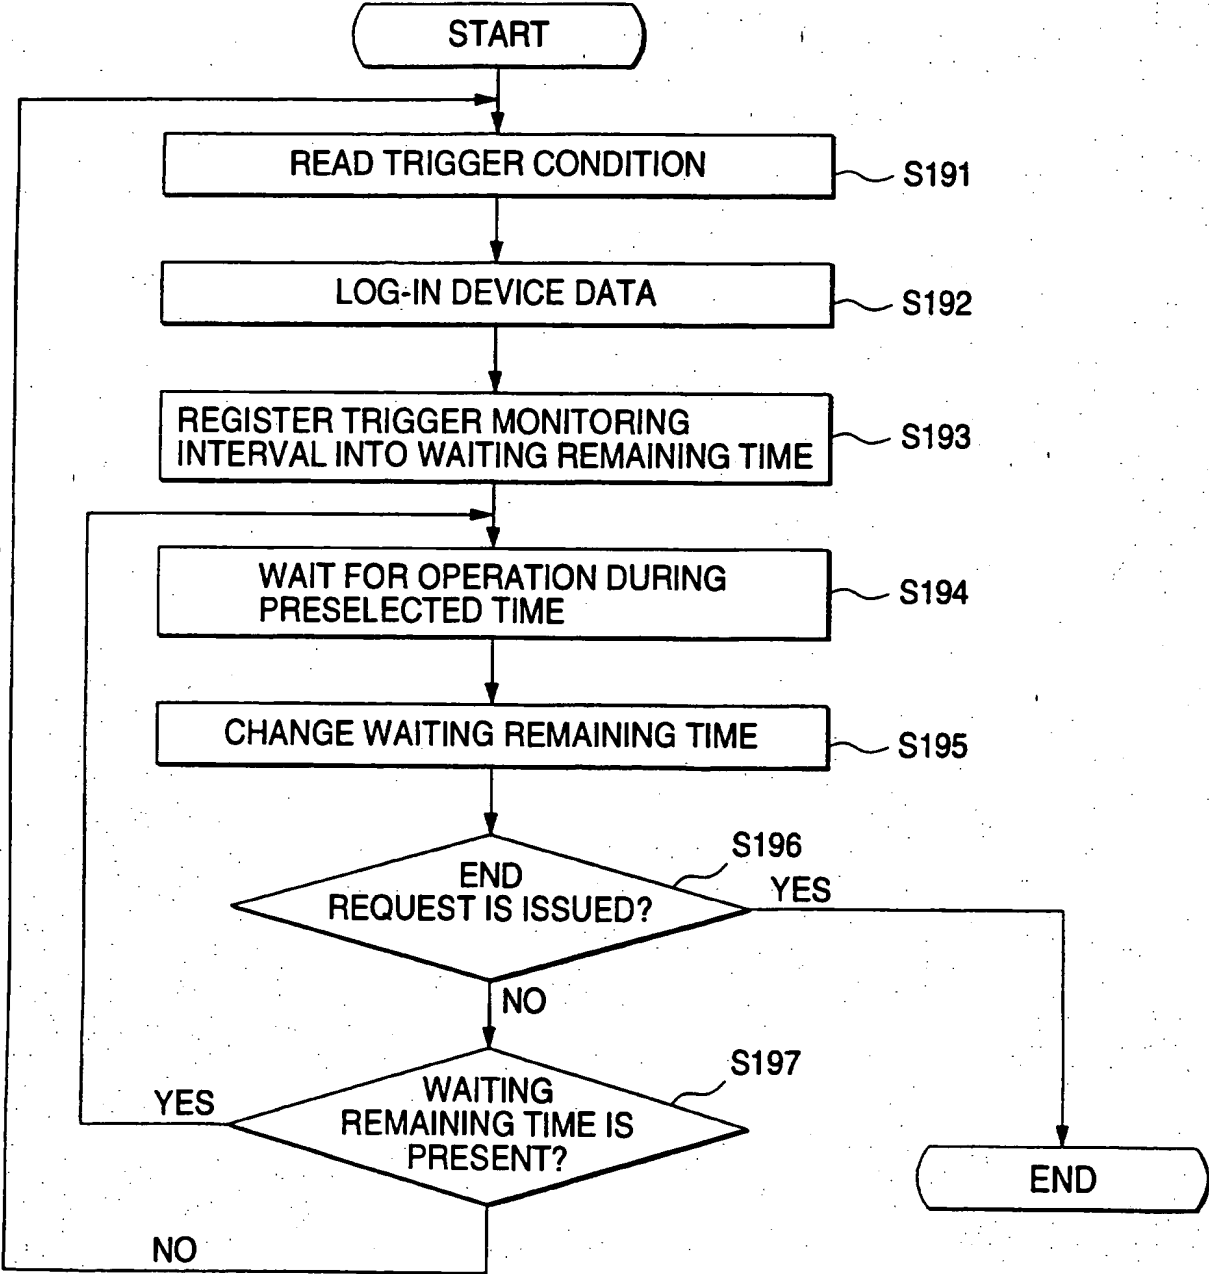 START
READ TRIGGER CONDITION
S191
LOG-IN DEVICE DATA
S192
REGISTER TRIGGER MONITORING
INTERVAL INTO WAITING REMAINING TIME
S193
WAIT FOR OPERATION DURING
PRESELECTED TIME
S194
CHANGE WAITING REMAINING TIME
S195
S196
END
REQUEST IS ISSUED?
YES
NO
S197
WAITING
REMAINING TIME IS
PRESENT?
YES
END
NO